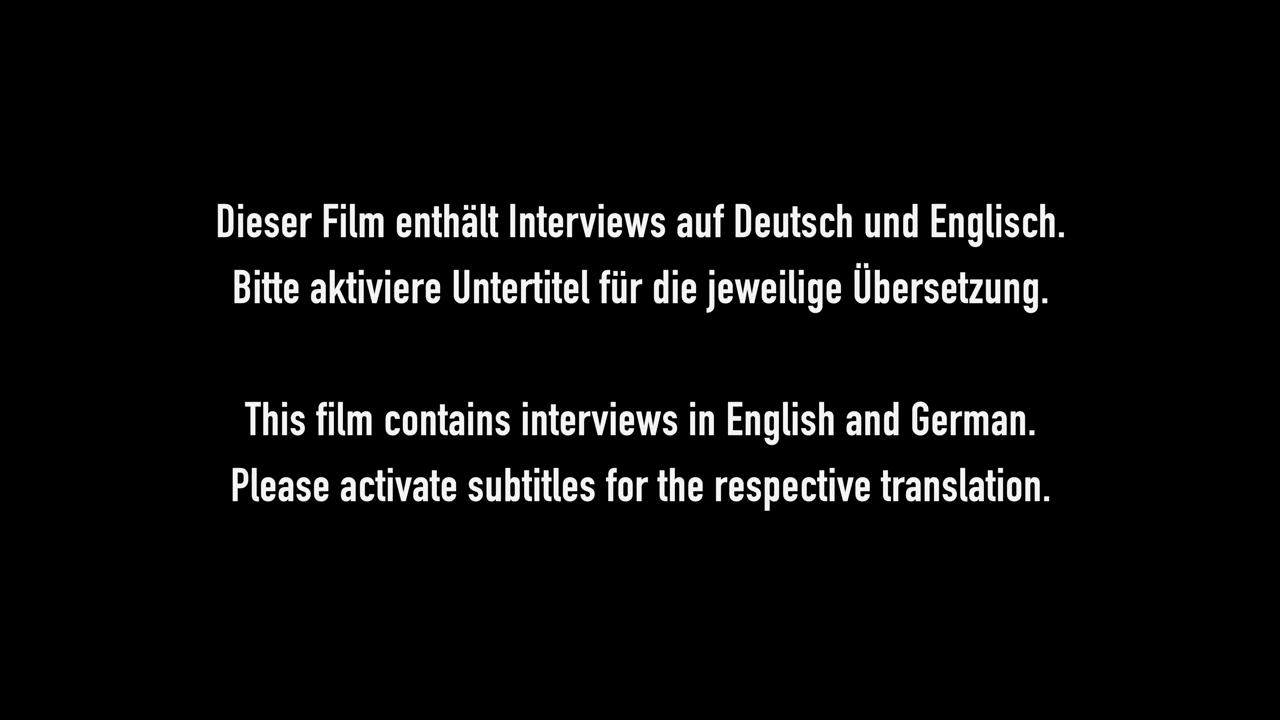 Dieser Film enthält Interviews auf Deutsch und Englisch.
Bitte aktiviere Untertitel für die jeweilige Übersetzung.
This film contains interviews in English and German.
Please activate subtitles for the respective translation.